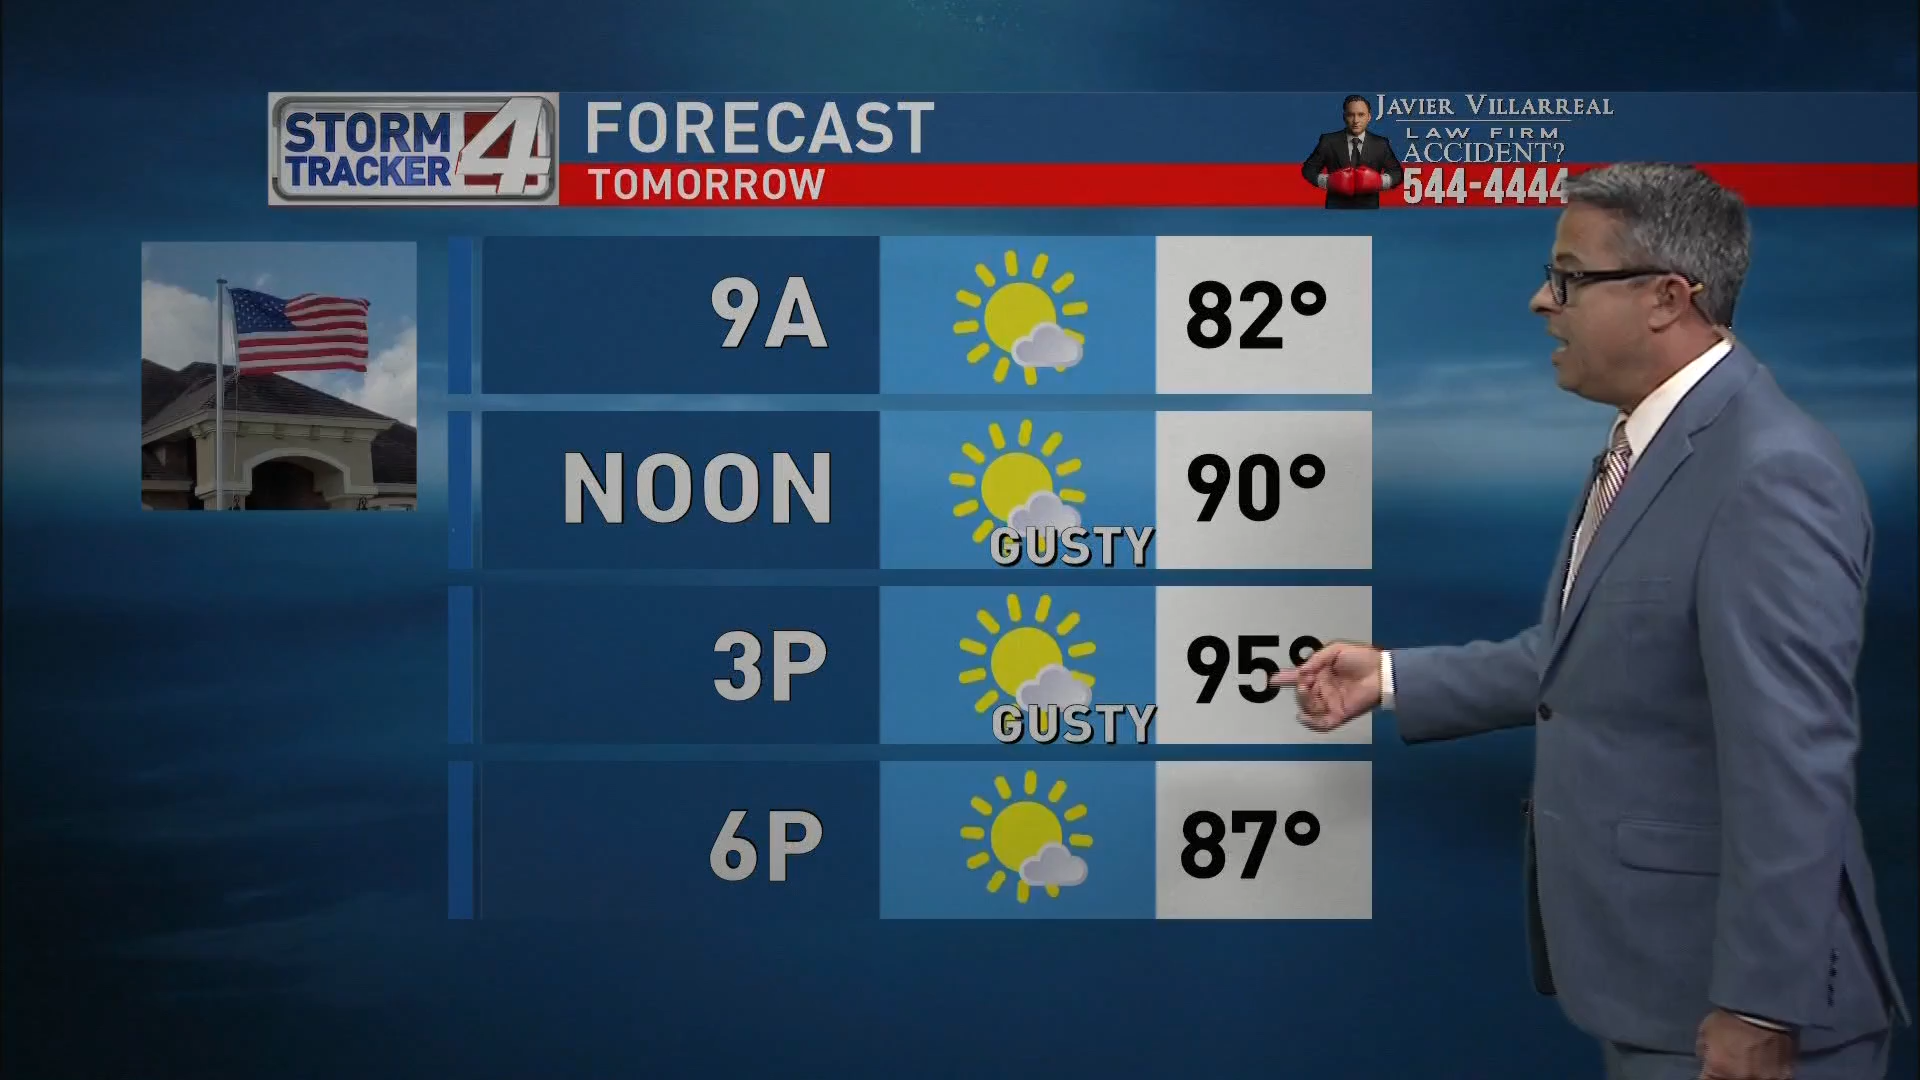 STORM TRACKER 4
FORECAST
TOMORROW
JAVIER VILLARREAL
LAW FIRM
ACCIDENT?
544-4444
9A 82°
NOON GUSTY 90°
3P GUSTY 95°
6P 87°